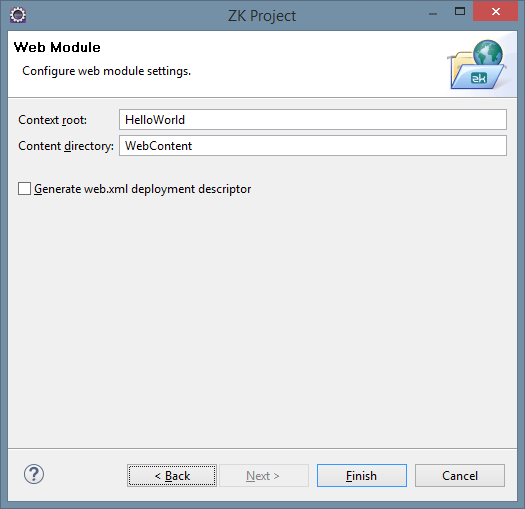 ZK Project
Web Module
Configure web module settings.
zk
Context root: HelloWorld
Content directory: WebContent
Generate web.xml deployment descriptor
? < Back Next > Finish Cancel